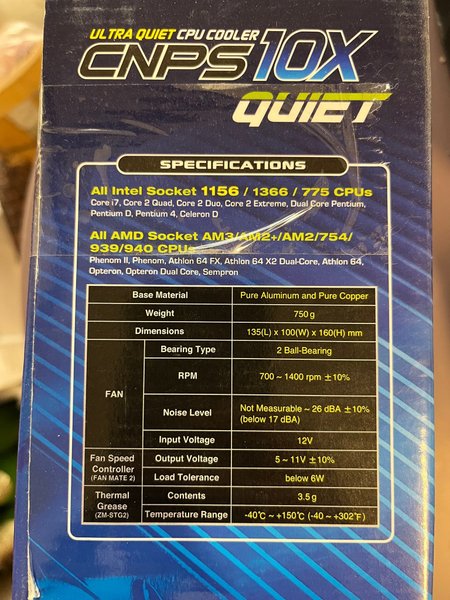 ULTRA QUIET CPU COOLER
CNPS10X
QUIET
SPECIFICATIONS
All Intel Socket 1156 / 1366 / 775 CPUs
Core i7, Core 2 Quad, Core 2 Duo, Core 2 Extreme, Dual Core Pentium,
Pentium D, Pentium 4, Celeron D
All AMD Socket AM3/AM2+/AM2/754/
939/940 CPUs
Phenom II, Phenom, Athlon 64 FX, Athlon 64 X2 Dual-Core, Athlon 64,
Opteron, Opteron Dual Core, Sempron
Base Material Pure Aluminum and Pure Copper
Weight 750 g
Dimensions 135(L) x 100(W) x 160(H) mm
FAN
Bearing Type 2 Ball-Bearing
RPM 700 ~ 1400 rpm ±10%
Noise Level Not Measurable ~ 26 dBA ±10%
(below 17 dBA)
Input Voltage 12V
Fan Speed
Controller
(FAN MATE 2)
Output Voltage 5 ~ 11V ±10%
Load Tolerance below 6W
Thermal
Grease
(ZM-STG2)
Contents 3.5 g
Temperature Range -40℃ ~ +150℃ (-40 ~ +302℉)